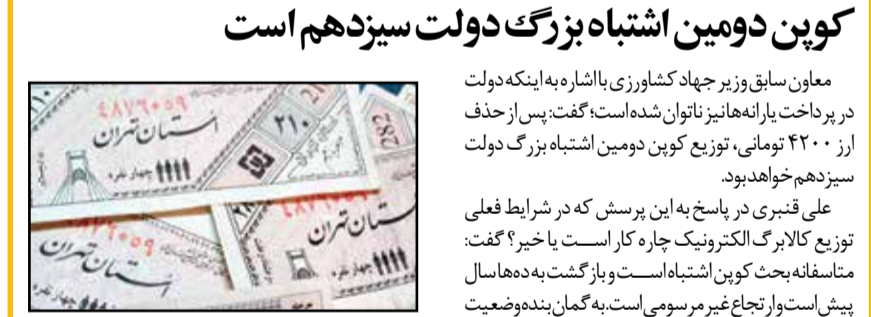 کوپن دومین اشتباه بزرگ دولت سیزدهم است
معاون سابق وزیر جهاد کشاورزی با اشاره به اینکه دولت
در پرداخت یارانه‌ها نیز ناتوان شده است؛ گفت: پس از حذف
ارز ۴۲۰۰ تومانی، توزیع کوپن دومین اشتباه بزرگ دولت
سیزدهم خواهد بود.
علی قنبری در پاسخ به این پرسش که در شرایط فعلی
توزیع کالابرگ الکترونیک چاره کار است یا خیر؟ گفت:
متاسفانه بحث کوپن اشتباه است و بازگشت به ده‌ها سال
پیش است و ارتجاع غیر مرسومی است. به گمان بنده وضعیت
۴۸۷۶۰۵۹
استان تهران
چهار نفره
۲۱۰
282
استان تهران
چهار نفره
استان تهران
چهار نفره